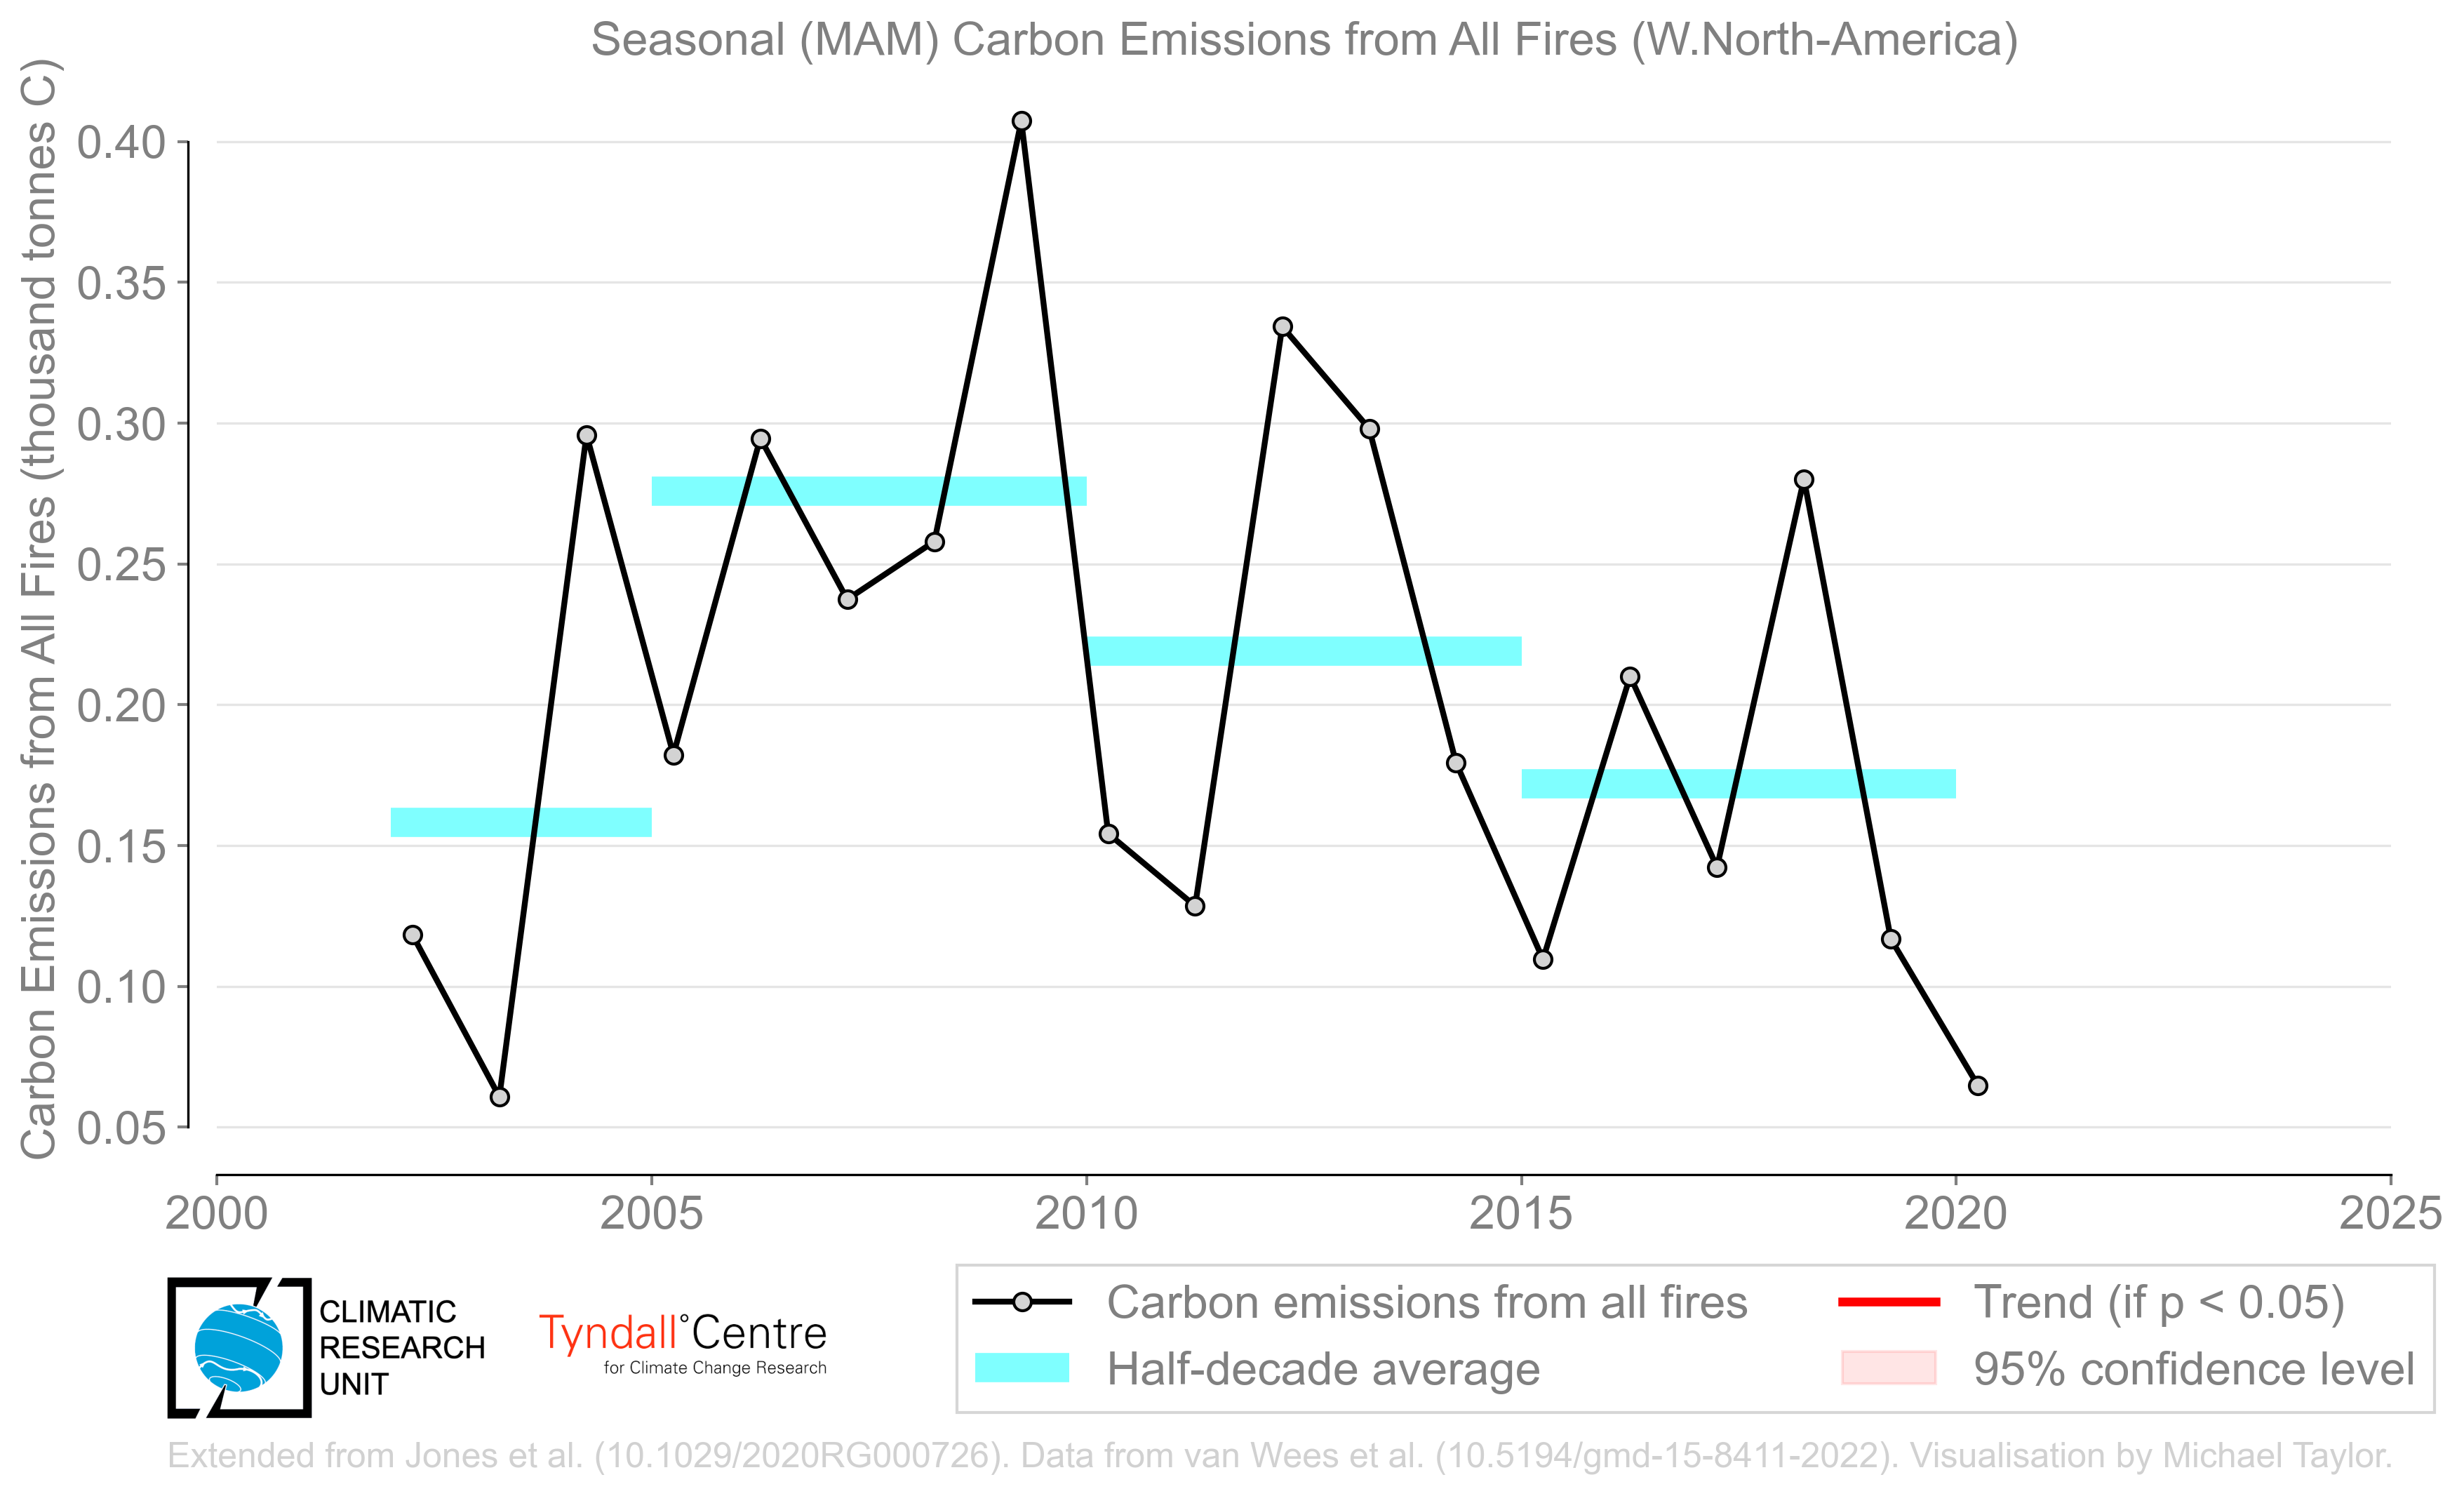 Seasonal (MAM) Carbon Emissions from All Fires (W.North-America)
Carbon Emissions from All Fires (thousand tonnes C)
0.40
0.35
0.30
0.25
0.20
0.15
0.10
0.05
2000 2005 2010 2015 2020 2025
CLIMATIC
RESEARCH
UNIT
Tyndall°Centre
for Climate Change Research
Carbon emissions from all fires
Half-decade average
Trend (if p < 0.05)
95% confidence level
Extended from Jones et al. (10.1029/2020RG000726). Data from van Wees et al. (10.5194/gmd-15-8411-2022). Visualisation by Michael Taylor.